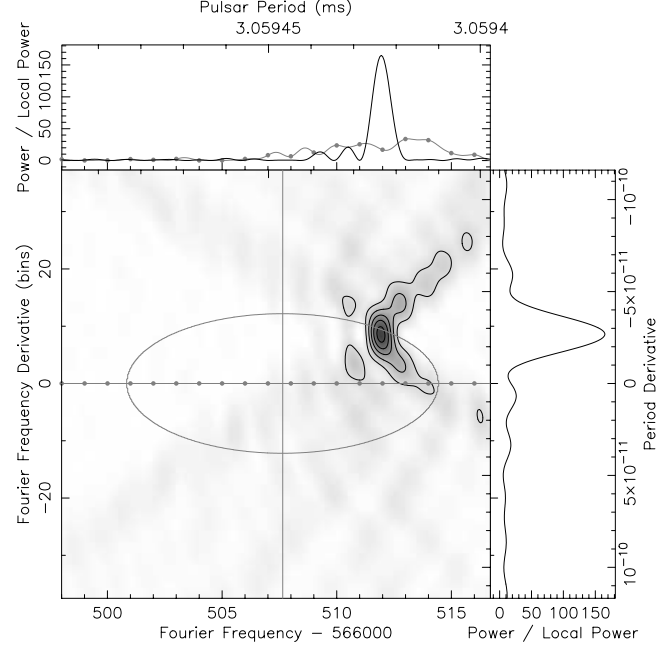 Pulsar Period (ms)
3.05945 3.0594
Power / Local Power
0 50 100 150
Fourier Frequency Derivative (bins)
20
0
−20
−10⁻¹⁰
−5×10⁻¹¹
0
5×10⁻¹¹
10⁻¹⁰
Period Derivative
500 505 510 515
0 50 100 150
Fourier Frequency − 566000
Power / Local Power